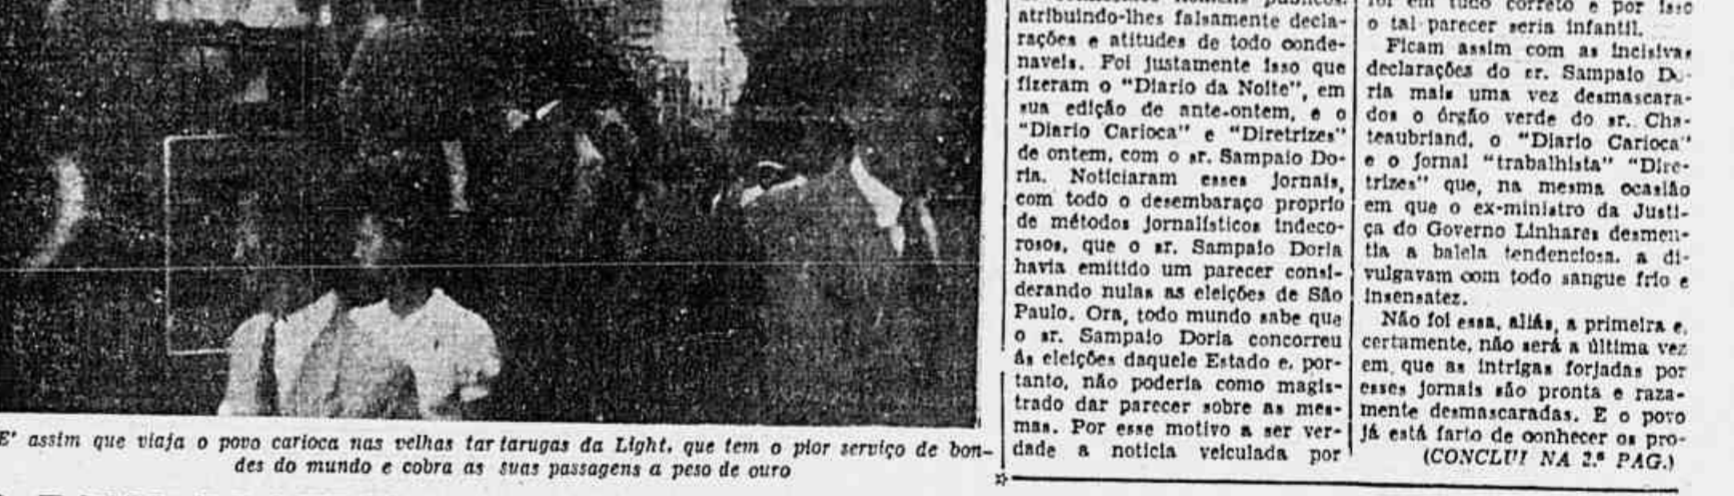 E' assim que viaja o povo carioca nas velhas tartarugas da Light, que tem o pior serviço de bon-
des do mundo e cobra as suas passagens a peso de ouro
atribuindo-lhes falsamente decla-
rações e atitudes de todo conde-
naveis. Foi justamente isso que
fizeram o "Diario da Noite", em
sua edição de ante-ontem, e o
"Diario Carioca" e "Diretrizes"
de ontem, com o sr. Sampaio Do-
ria. Noticiaram esses jornais,
com todo o desembaraço proprio
de métodos jornalísticos indeco-
rosos, que o sr. Sampaio Doria
havia emitido um parecer consi-
derando nulas as eleições de São
Paulo. Ora, todo mundo sabe que
o sr. Sampaio Doria concorreu
ás eleições daquele Estado e, por-
tanto, não poderia como magis-
trado dar parecer sobre as mes-
mas. Por esse motivo a ser ver-
dade a noticia veiculada por
foi em tudo correto e por isso
o tal parecer seria infantil.
Ficam assim com as incisivas
declarações do sr. Sampaio Do-
ria mais uma vez desmascara-
dos o órgão verde do sr. Cha-
teaubriand, o "Diario Carioca"
e o jornal "trabalhista" "Dire-
trizes" que, na mesma ocasião
em que o ex-ministro da Justi-
ça do Governo Linhares desmen-
tia a balela tendenciosa, a di-
vulgavam com todo sangue frio e
insensatez.
Não foi essa, aliás, a primeira e,
certamente, não será a última vez
em que as intrigas forjadas por
esses jornais são pronta e raza-
mente desmascaradas. E o povo
já está farto de conhecer os pro-
(CONCLUI NA 2.ª PAG.)